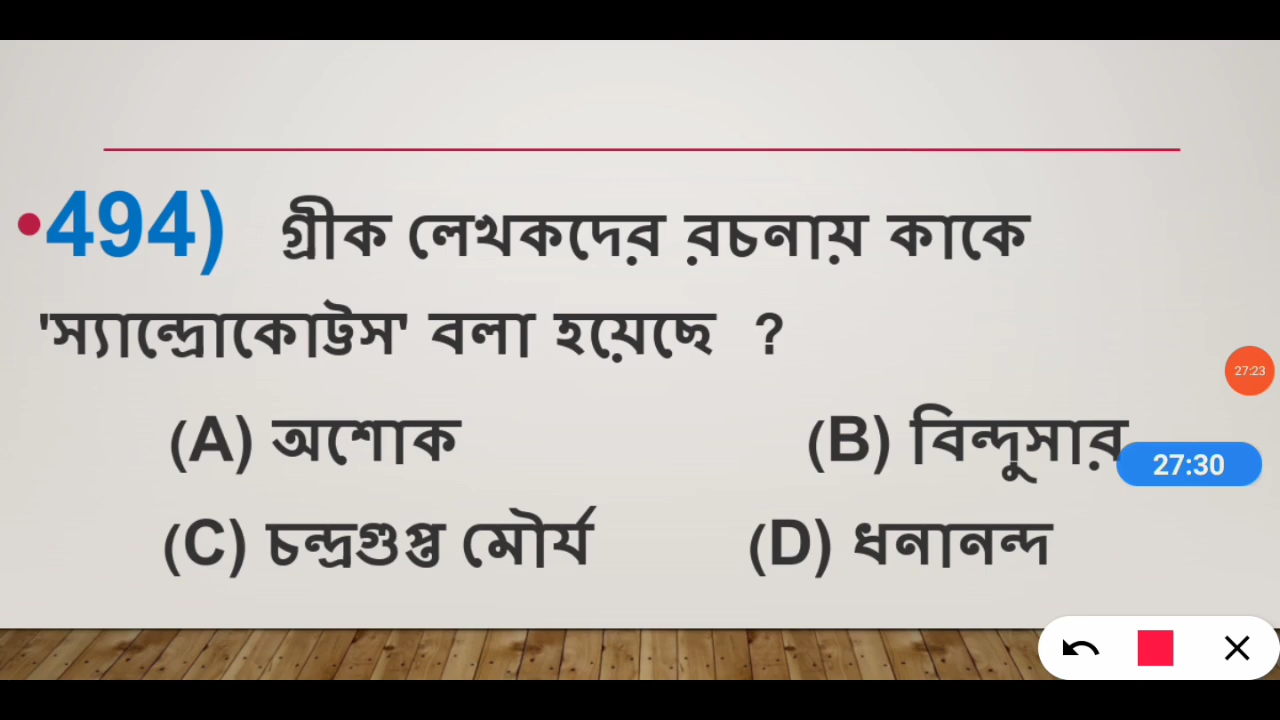 •494) গ্রীক লেখকদের রচনায় কাকে
'স্যান্দ্রোকোট্টস' বলা হয়েছে ?
27:23
(A) অশোক (B) বিন্দুসার
27:30
(C) চন্দ্রগুপ্ত মৌর্য (D) ধনানন্দ